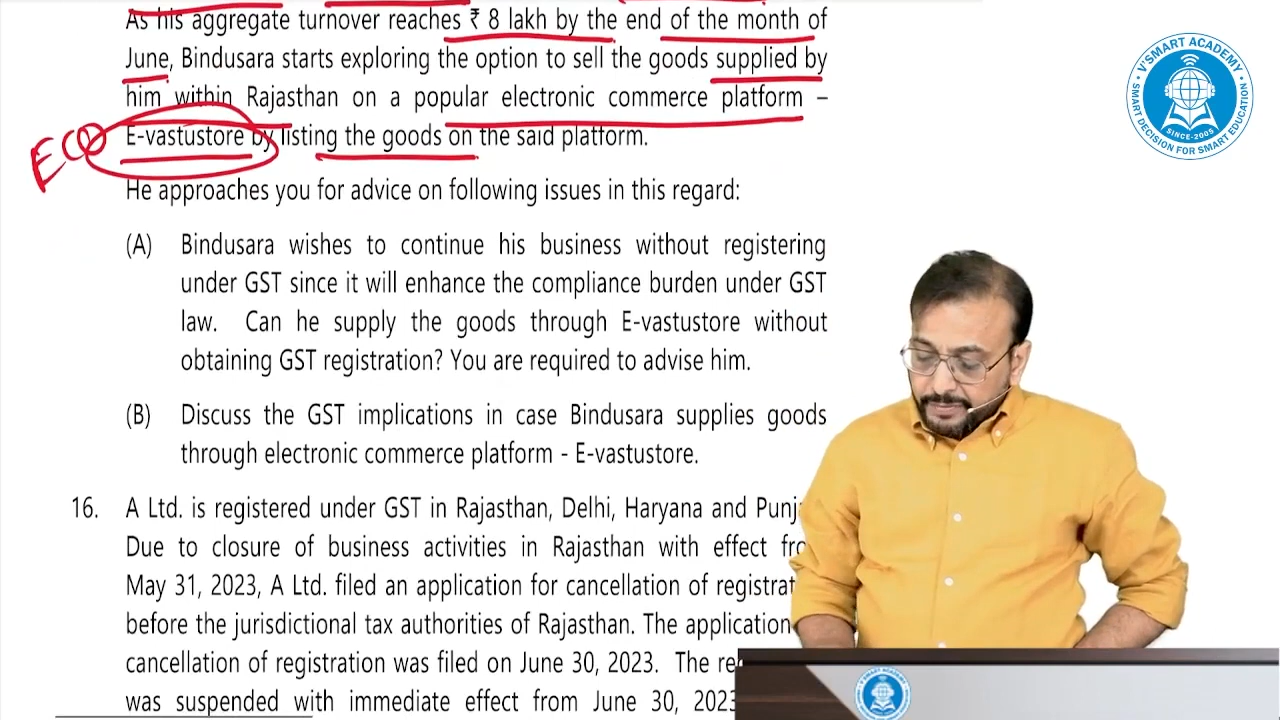 As his aggregate turnover reaches ₹ 8 lakh by the end of the month of
June, Bindusara starts exploring the option to sell the goods supplied by
him within Rajasthan on a popular electronic commerce platform –
E-vastustore by listing the goods on the said platform.
ECO
He approaches you for advice on following issues in this regard:
(A) Bindusara wishes to continue his business without registering
under GST since it will enhance the compliance burden under GST
law. Can he supply the goods through E-vastustore without
obtaining GST registration? You are required to advise him.
(B) Discuss the GST implications in case Bindusara supplies goods
through electronic commerce platform - E-vastustore.
16. A Ltd. is registered under GST in Rajasthan, Delhi, Haryana and
Due to closure of business activities in Rajasthan with effect
May 31, 2023, A Ltd. filed an application for cancellation of
before the jurisdictional tax authorities of Rajasthan. The application
cancellation of registration was filed on June 30, 2023. The
was suspended with immediate effect from June 30, 2023
V'SMART ACADEMY
SINCE-2005
SMART DECISION FOR SMART EDUCATION